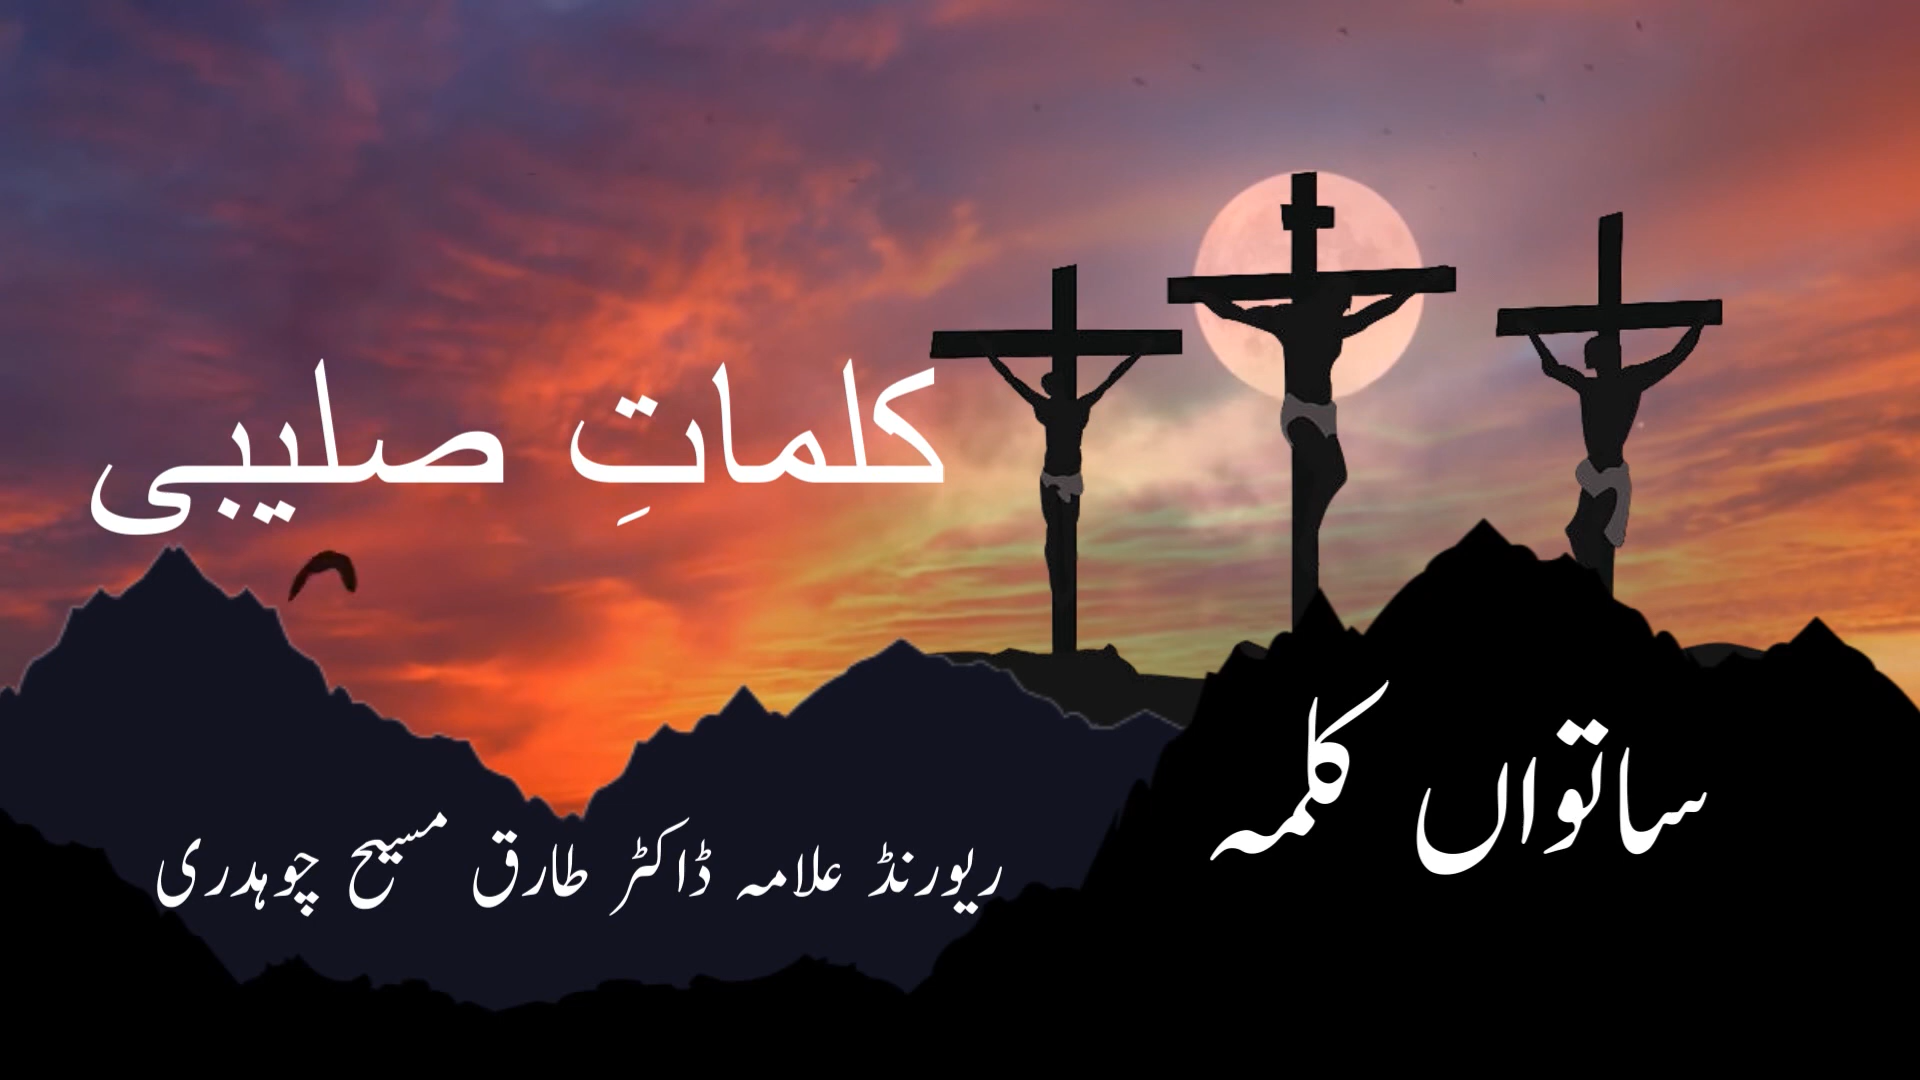 کلماتِ صلیبی
ساتواں کلمہ
ریورنڈ علامہ ڈاکٹر طارق مسیح چوہدری